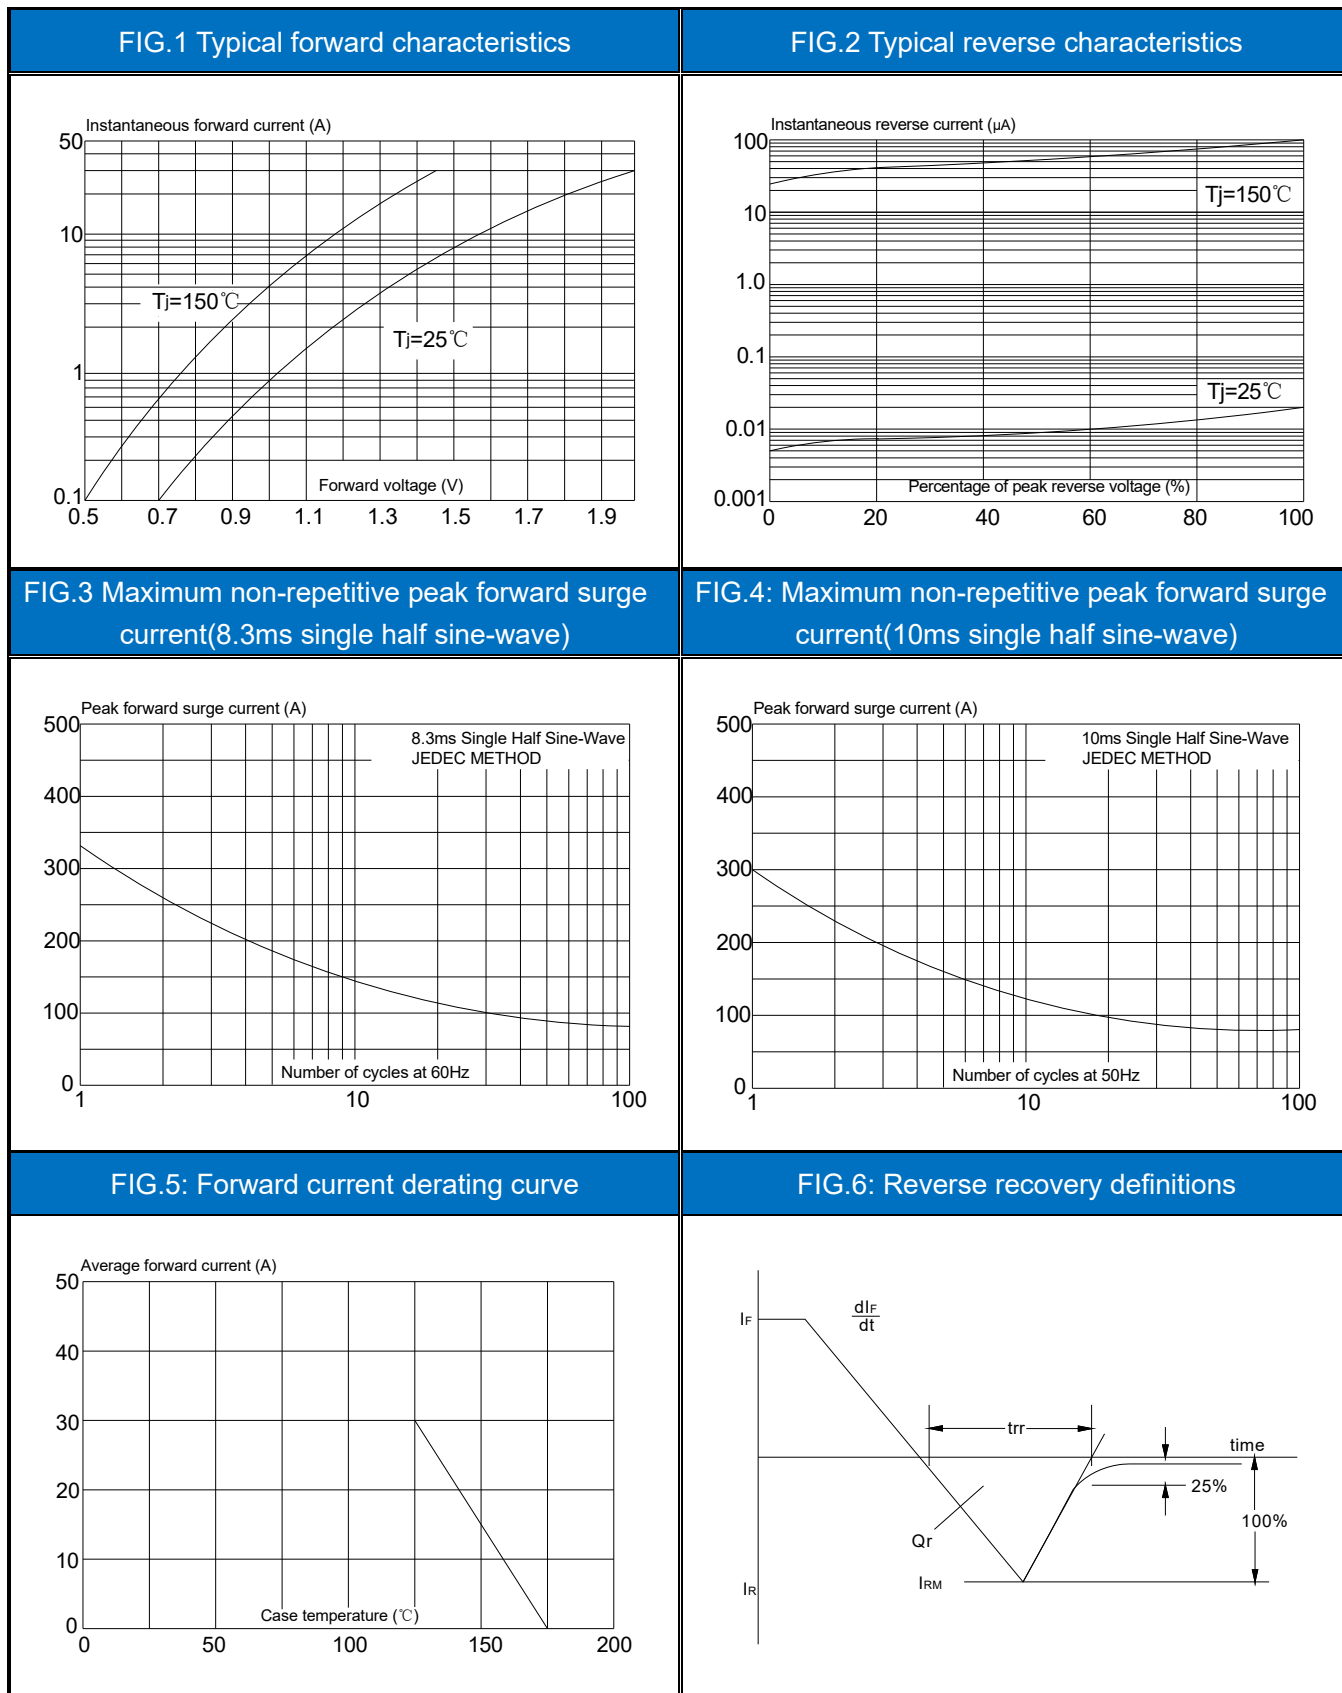 FIG.1 Typical forward characteristics
Instantaneous forward current (A)
50
10
1
0.1
Tj=150℃
Tj=25℃
Forward voltage (V)
0.5 0.7 0.9 1.1 1.3 1.5 1.7 1.9
FIG.2 Typical reverse characteristics
Instantaneous reverse current (μA)
100
10
1.0
0.1
0.01
0.001
Tj=150℃
Tj=25℃
Percentage of peak reverse voltage (%)
0 20 40 60 80 100
FIG.3 Maximum non-repetitive peak forward surge
current(8.3ms single half sine-wave)
Peak forward surge current (A)
500
400
300
200
100
0
8.3ms Single Half Sine-Wave
JEDEC METHOD
Number of cycles at 60Hz
1 10 100
FIG.4: Maximum non-repetitive peak forward surge
current(10ms single half sine-wave)
Peak forward surge current (A)
500
400
300
200
100
0
10ms Single Half Sine-Wave
JEDEC METHOD
Number of cycles at 50Hz
1 10 100
FIG.5: Forward current derating curve
Average forward current (A)
50
40
30
20
10
0
Case temperature (℃)
0 50 100 150 200
FIG.6: Reverse recovery definitions
IF
dIF
dt
trr
time
25%
100%
Qr
IRM
IR